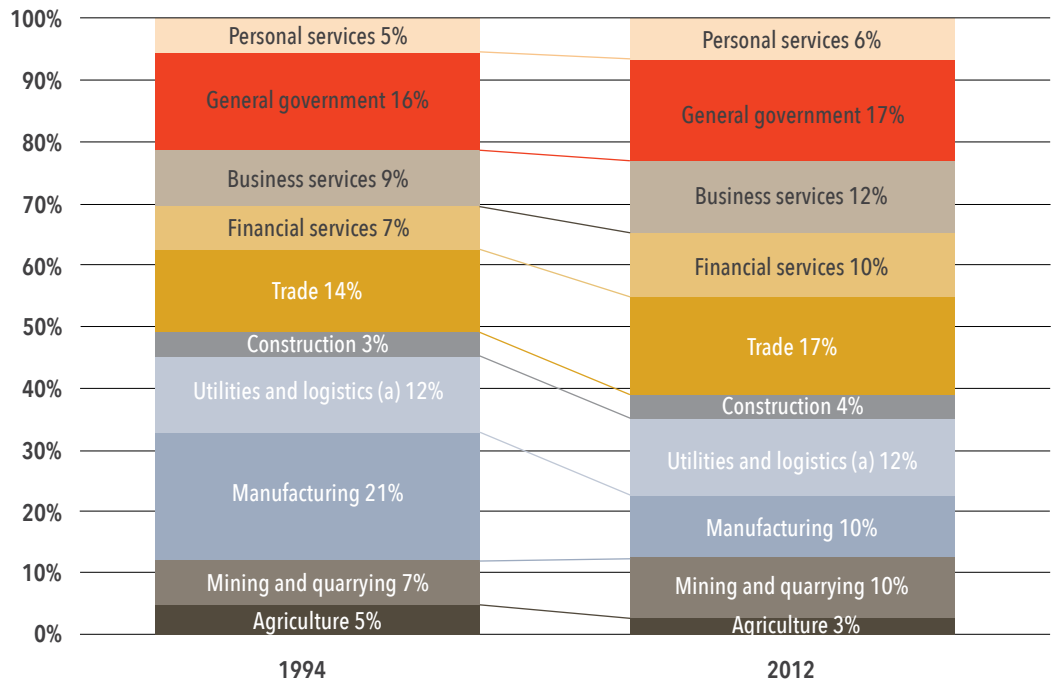 100%
90%
80%
70%
60%
50%
40%
30%
20%
10%
0%
Personal services 5%
General government 16%
Business services 9%
Financial services 7%
Trade 14%
Construction 3%
Utilities and logistics (a) 12%
Manufacturing 21%
Mining and quarrying 7%
Agriculture 5%
1994
Personal services 6%
General government 17%
Business services 12%
Financial services 10%
Trade 17%
Construction 4%
Utilities and logistics (a) 12%
Manufacturing 10%
Mining and quarrying 10%
Agriculture 3%
2012